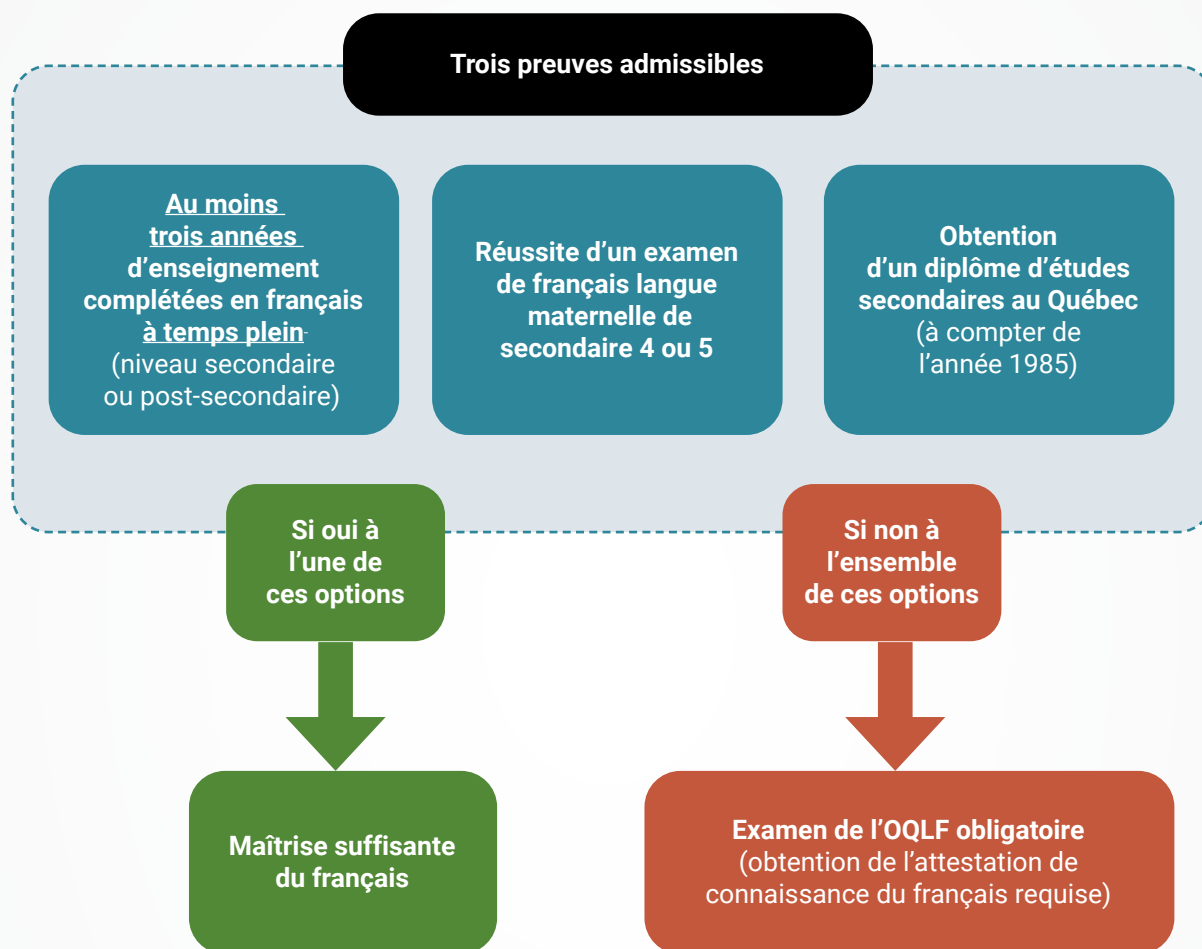 Trois preuves admissibles
Au moins
trois années
d’enseignement
complétées en français
à temps plein
(niveau secondaire
ou post-secondaire)
Réussite d’un examen
de français langue
maternelle de
secondaire 4 ou 5
Obtention
d’un diplôme d’études
secondaires au Québec
(à compter de
l’année 1985)
Si oui à
l’une de
ces options
Si non à
l’ensemble
de ces options
Maîtrise suffisante
du français
Examen de l’OQLF obligatoire
(obtention de l’attestation de
connaissance du français requise)